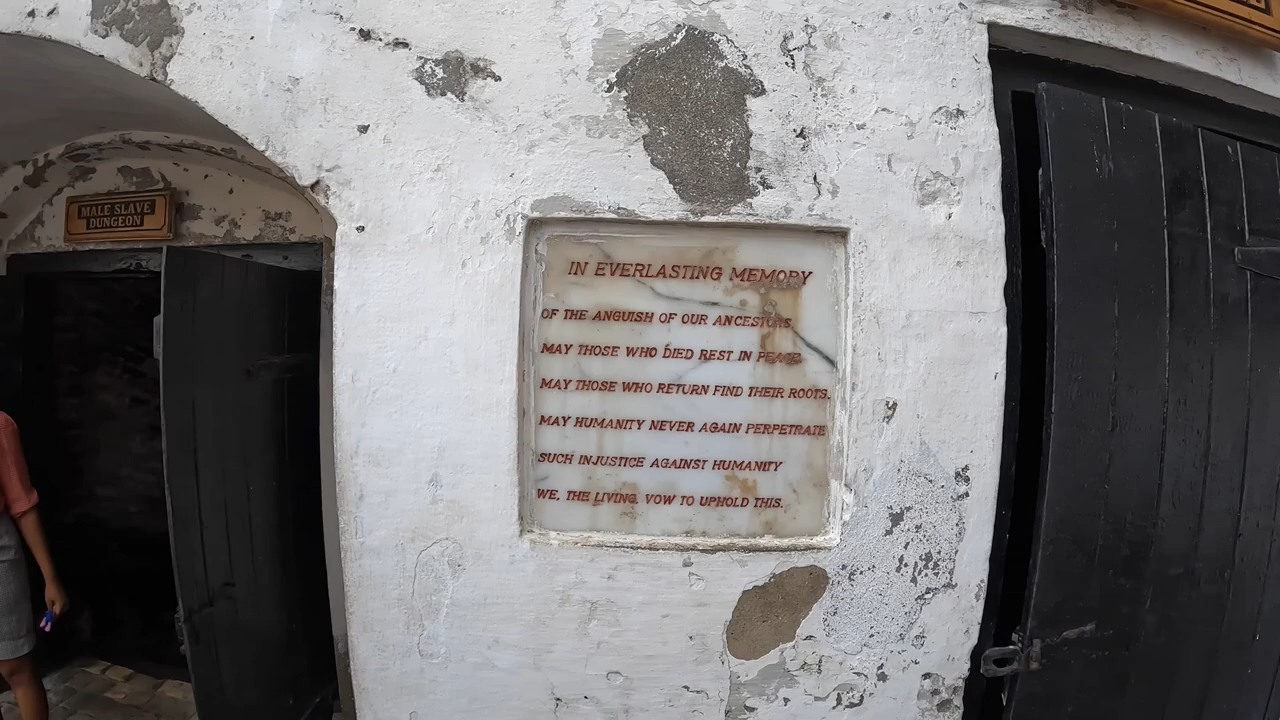 MALE SLAVE
DUNGEON
IN EVERLASTING MEMORY
OF THE ANGUISH OF OUR ANCESTORS
MAY THOSE WHO DIED REST IN PEACE.
MAY THOSE WHO RETURN FIND THEIR ROOTS.
MAY HUMANITY NEVER AGAIN PERPETRATE
SUCH INJUSTICE AGAINST HUMANITY
WE, THE LIVING, VOW TO UPHOLD THIS.